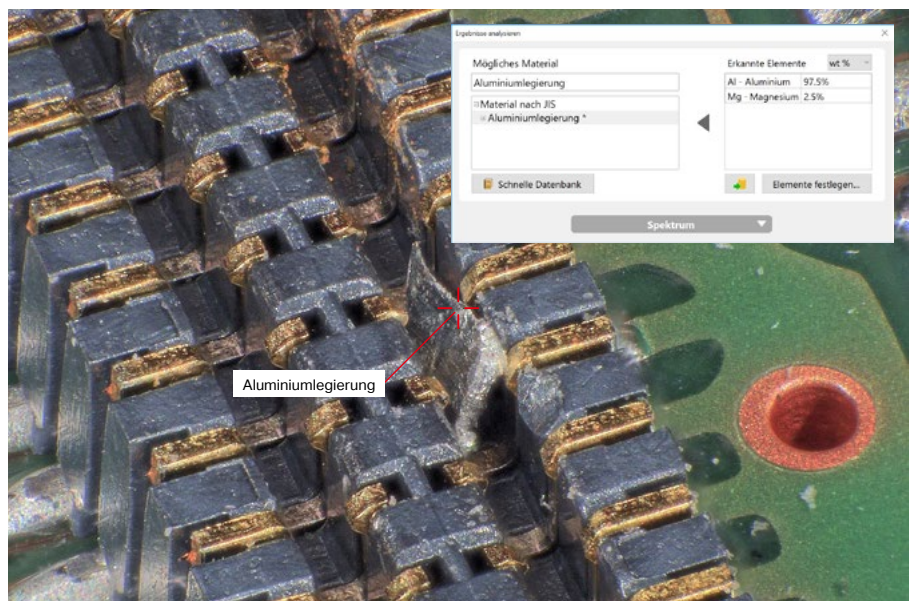 Ergebnisse analysieren
Mögliches Material
Aluminiumlegierung
Material nach JIS
Aluminiumlegierung *
Schnelle Datenbank
Erkannte Elemente wt %
Al - Aluminium 97.5%
Mg - Magnesium 2.5%
Elemente festlegen...
Spektrum
Aluminiumlegierung